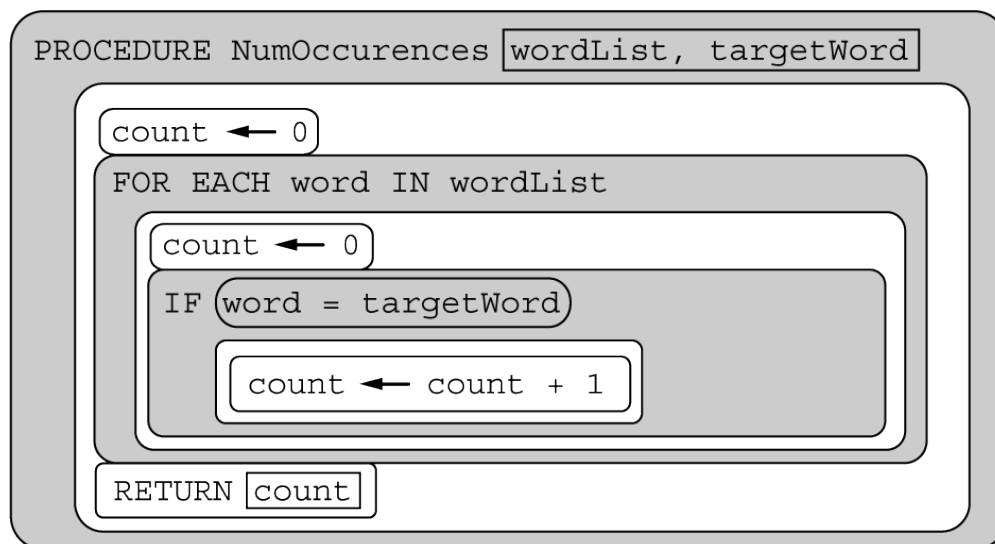 PROCEDURE NumOccurences wordList, targetWord
count ← 0
FOR EACH word IN wordList
count ← 0
IF word = targetWord
count ← count + 1
RETURN count